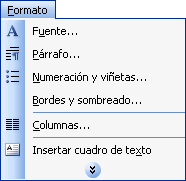 Formato
Fuente...
Párrafo...
Numeración y viñetas...
Bordes y sombreado...
Columnas...
Insertar cuadro de texto